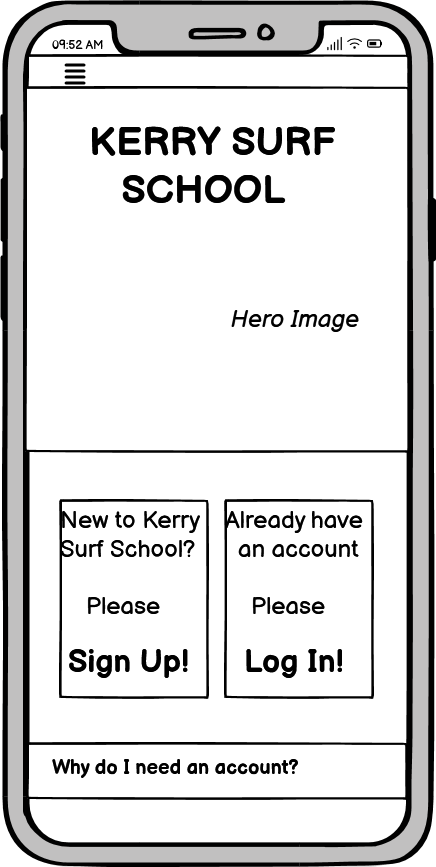 09:52 AM
KERRY SURF
SCHOOL
Hero Image
New to Kerry
Surf School?
Please
Sign Up!
Already have
an account
Please
Log In!
Why do I need an account?